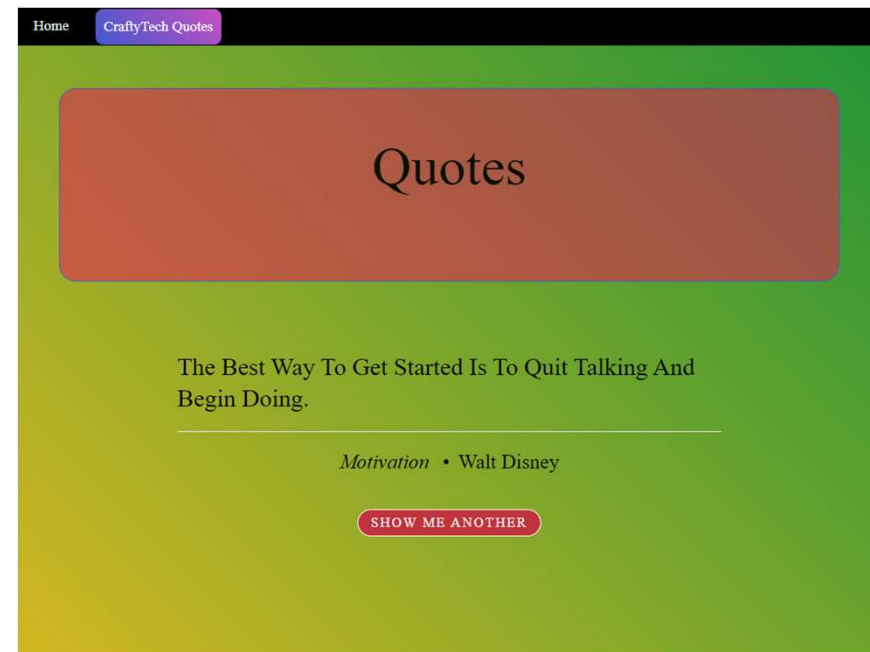 Home CraftyTech Quotes
Quotes
The Best Way To Get Started Is To Quit Talking And
Begin Doing.
Motivation • Walt Disney
SHOW ME ANOTHER